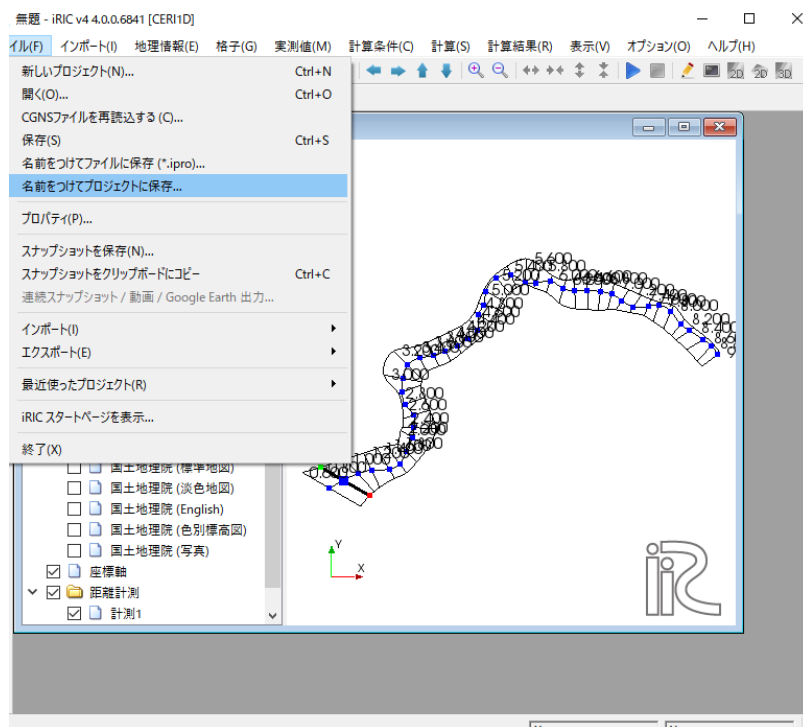 無題 - iRIC v4 4.0.0.6841 [CERI1D]
イル(F) インポート(I) 地理情報(E) 格子(G) 実測値(M) 計算条件(C) 計算(S) 計算結果(R) 表示(V) オプション(O) ヘルプ(H)
新しいプロジェクト(N)... Ctrl+N
開く(O)... Ctrl+O
CGNSファイルを再読込する (C)...
保存(S) Ctrl+S
名前をつけてファイルに保存 (*.ipro)...
名前をつけてプロジェクトに保存...
プロパティ(P)...
スナップショットを保存(N)...
スナップショットをクリップボードにコピー Ctrl+C
連続スナップショット / 動画 / Google Earth 出力...
インポート(I)
エクスポート(E)
最近使ったプロジェクト(R)
iRIC スタートページを表示...
終了(X)
国土地理院 (標準地図)
国土地理院 (淡色地図)
国土地理院 (English)
国土地理院 (色別標高図)
国土地理院 (写真)
座標軸
距離計測
計測1
2D 2D 3D
5.600
5.200
5.000
4.800
3.000
2.800
2.600
8.000
8.200
Y
X
iRIC